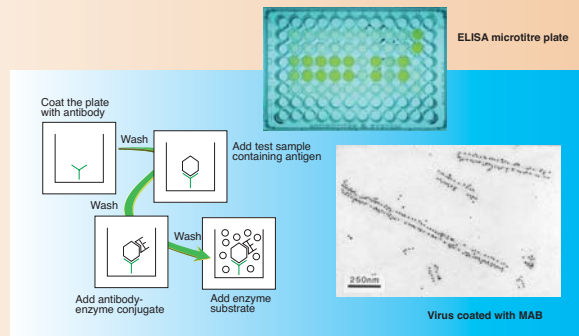 ELISA microtitre plate
Coat the plate
with antibody
Wash
Add test sample
containing antigen
Wash
Wash
Add antibody-
enzyme conjugate
Add enzyme
substrate
250nm
Virus coated with MAB